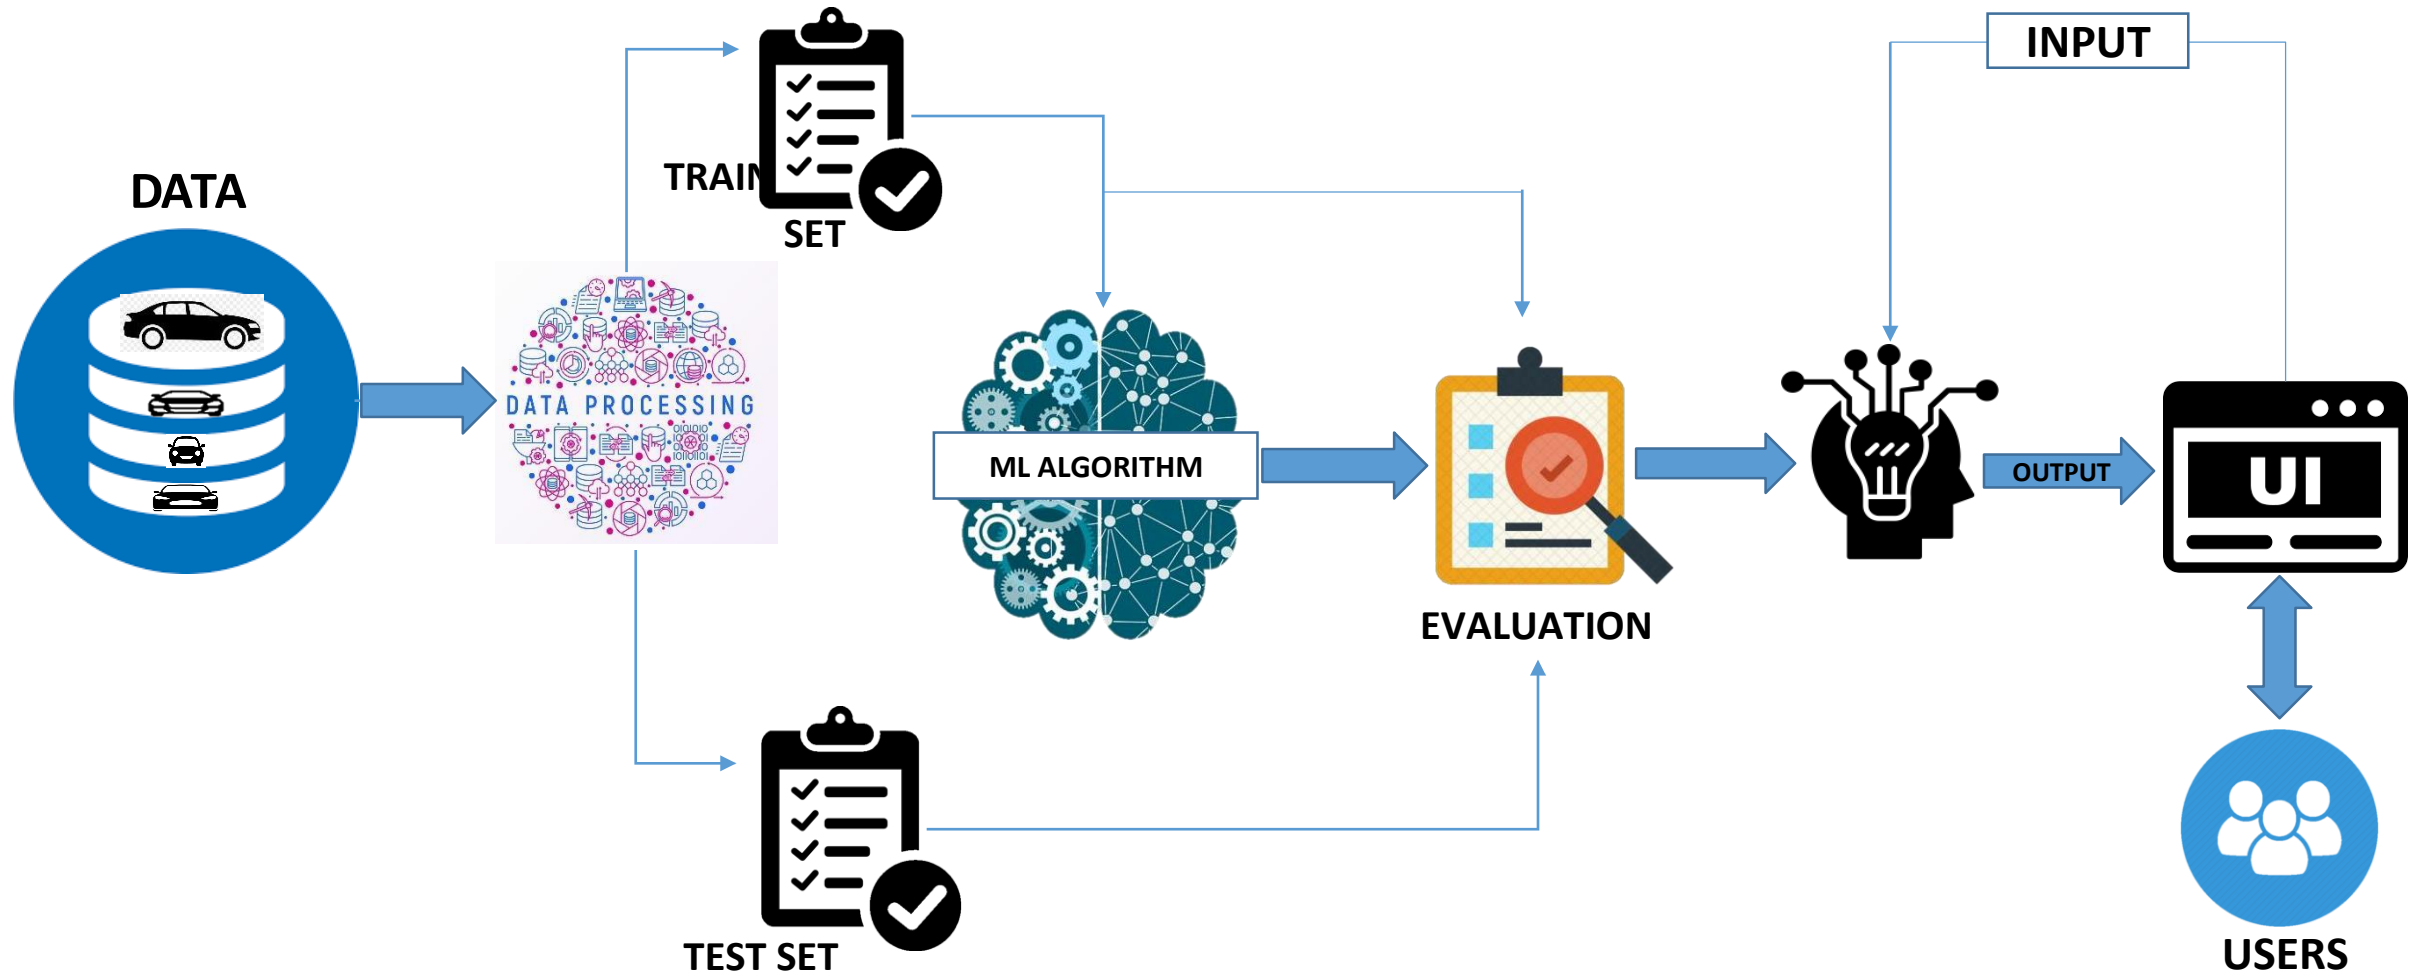 DATA
DATA PROCESSING
TRAIN
SET
TEST SET
ML ALGORITHM
EVALUATION
INPUT
OUTPUT
UI
USERS